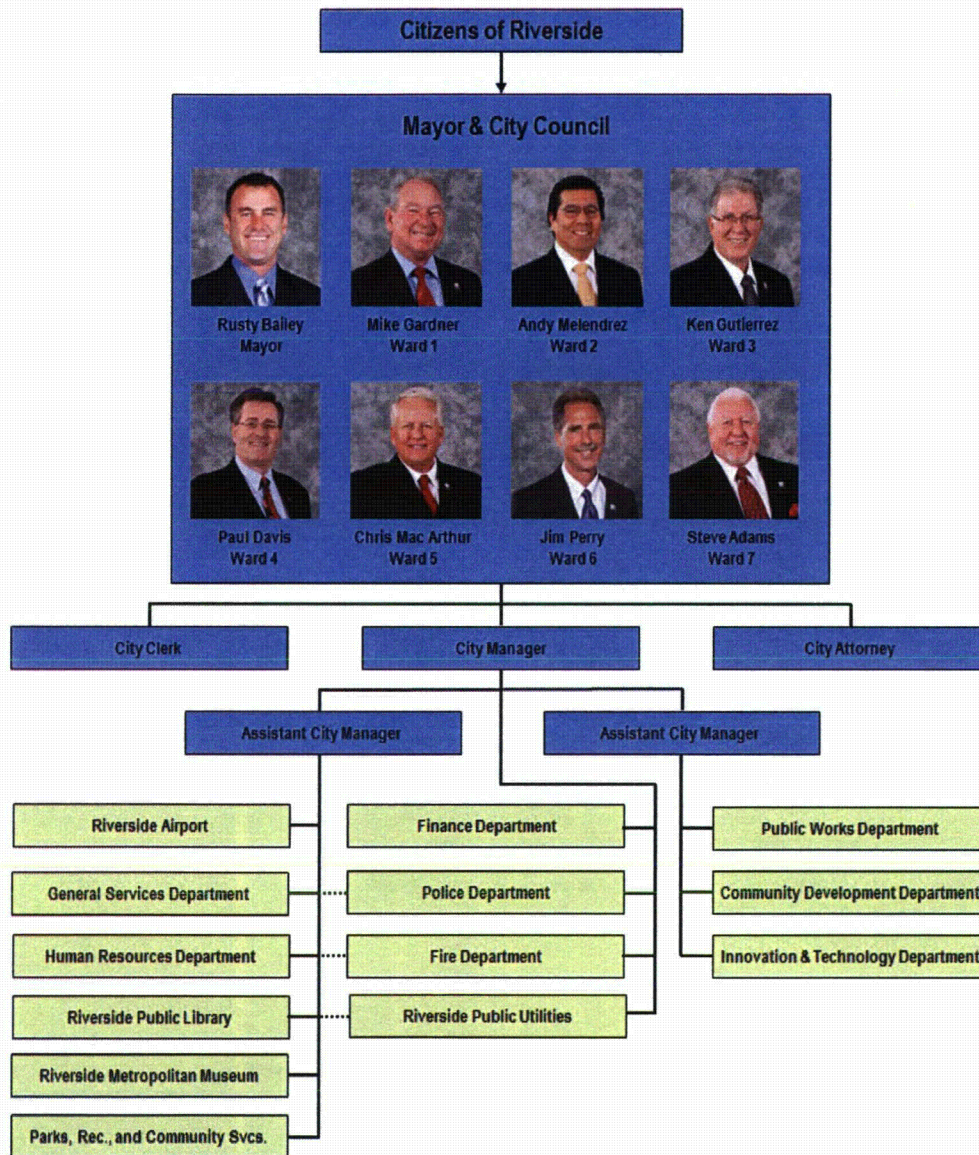 Citizens of Riverside
Mayor & City Council
Rusty Bailey
Mayor
Mike Gardner
Ward 1
Andy Melendrez
Ward 2
Ken Gutierrez
Ward 3
Paul Davis
Ward 4
Chris Mac Arthur
Ward 5
Jim Perry
Ward 6
Steve Adams
Ward 7
City Clerk
City Manager
City Attorney
Assistant City Manager
Assistant City Manager
Riverside Airport
General Services Department
Human Resources Department
Riverside Public Library
Riverside Metropolitan Museum
Parks, Rec., and Community Svcs.
Finance Department
Police Department
Fire Department
Riverside Public Utilities
Public Works Department
Community Development Department
Innovation & Technology Department